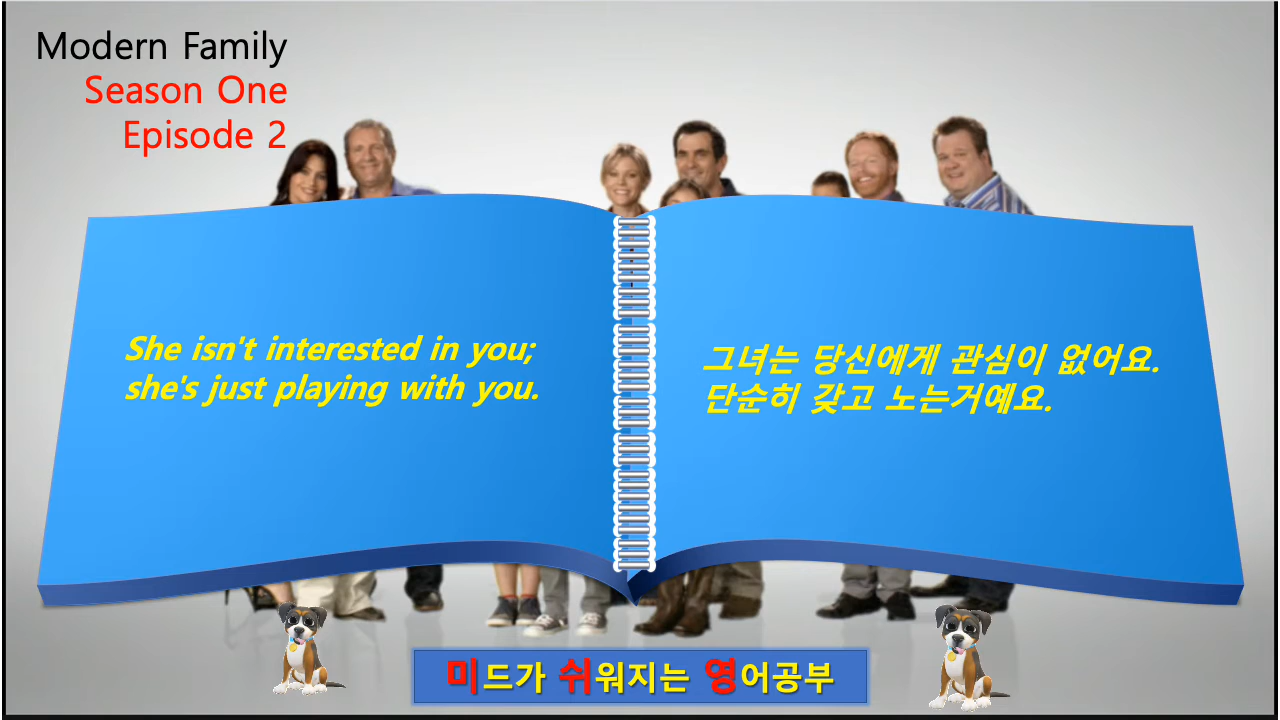 Modern Family
Season One
Episode 2
She isn't interested in you;
she's just playing with you.
그녀는 당신에게 관심이 없어요.
단순히 갖고 노는거예요.
미드가 쉬워지는 영어공부